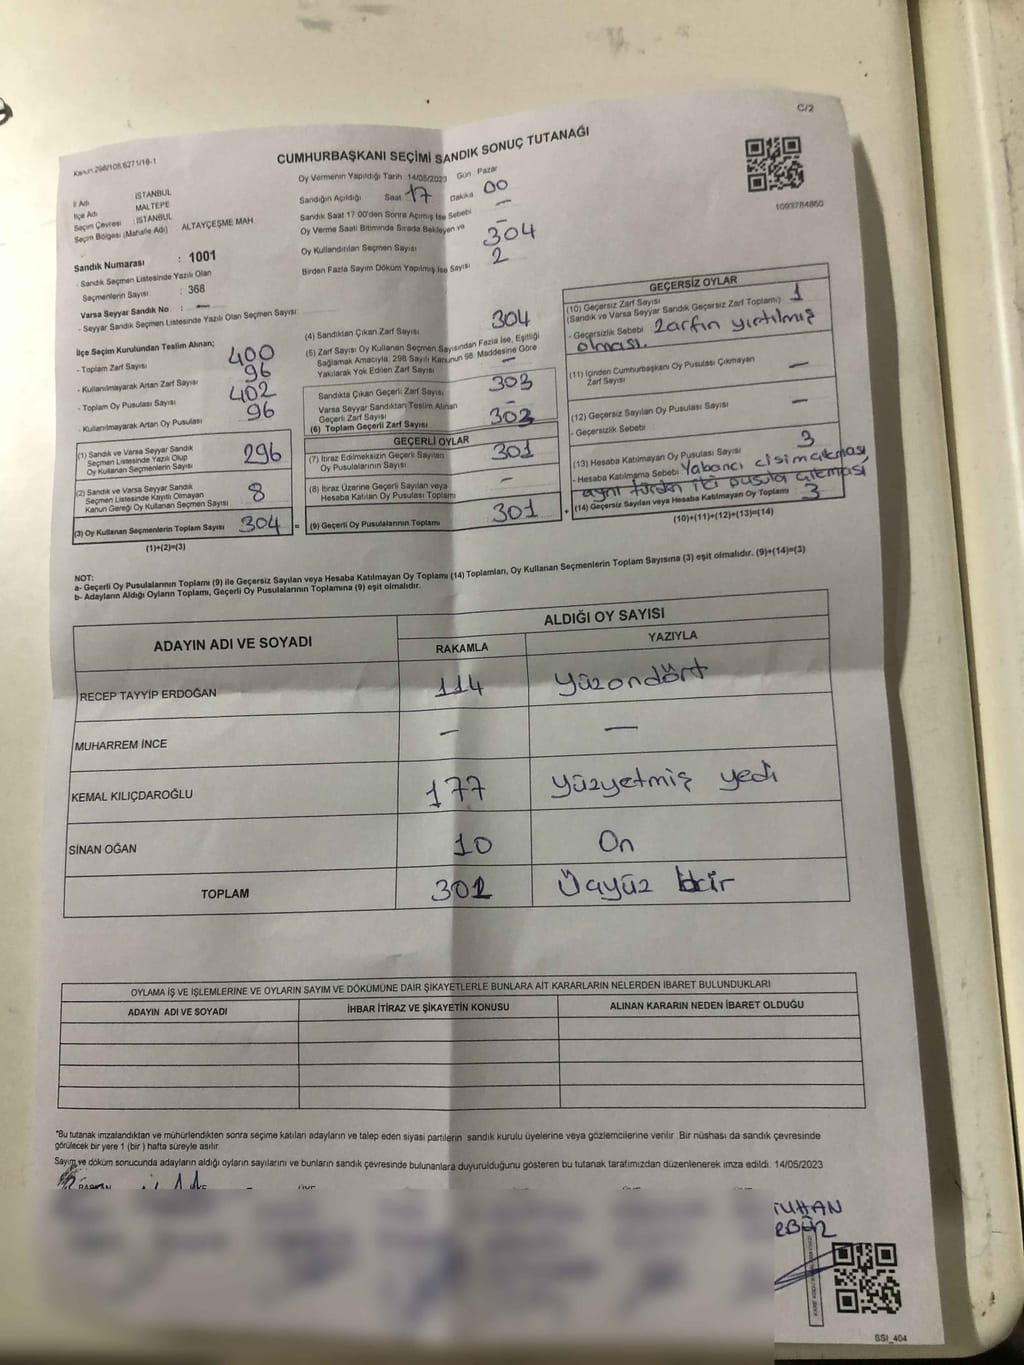 C/2
Kanun 298/105.6271/18-1
CUMHURBAŞKANI SEÇİMİ SANDIK SONUÇ TUTANAĞI
1093784860
İl Adı : İSTANBUL
İlçe Adı : MALTEPE
Seçim Çevresi : İSTANBUL
Seçim Bölgesi (Mahalle Adı) : ALTAYÇEŞME MAH.
Sandık Numarası : 1001
- Sandık Seçmen Listesinde Yazılı Olan
Seçmenlerin Sayısı : 368
Varsa Seyyar Sandık No : —
- Seyyar Sandık Seçmen Listesinde Yazılı Olan Seçmen Sayısı:
Oy Vermenin Yapıldığı Tarih :14/05/2023 Gün : Pazar
Sandığın Açıldığı Saat 17 Dakika 00
Sandık Saat 17:00'den Sonra Açılmış İse Sebebi —
Oy Verme Saati Bitiminde Sırada Bekleyen ve
Oy Kullandırılan Seçmen Sayısı —
304
Birden Fazla Sayım Döküm Yapılmış İse Sayısı 2
İlçe Seçim Kurulundan Teslim Alınan;
- Toplam Zarf Sayısı 400
- Kullanılmayarak Artan Zarf Sayısı 96
- Toplam Oy Pusulası Sayısı 402
- Kullanılmayarak Artan Oy Pusulası 96
(1) Sandık ve Varsa Seyyar Sandık
Seçmen Listesinde Yazılı Olup
Oy Kullanan Seçmenlerin Sayısı 296
(2) Sandık ve Varsa Seyyar Sandık
Seçmen Listesinde Kayıtlı Olmayan
Kanun Gereği Oy Kullanan Seçmen Sayısı 8
(3) Oy Kullanan Seçmenlerin Toplam Sayısı 304 =
(1)+(2)=(3)
(4) Sandıktan Çıkan Zarf Sayısı 304
(5) Zarf Sayısı Oy Kullanan Seçmen Sayısından Fazla İse, Eşitliği
Sağlamak Amacıyla; 298 Sayılı Kanunun 98. Maddesine Göre
Yakılarak Yok Edilen Zarf Sayısı —
Sandıkta Çıkan Geçerli Zarf Sayısı 303
Varsa Seyyar Sandıktan Teslim Alınan
Geçerli Zarf Sayısı —
(6) Toplam Geçerli Zarf Sayısı 303
GEÇERLİ OYLAR
(7) İtiraz Edilmeksizin Geçerli Sayılan
Oy Pusulalarının Sayısı 301
(8) İtiraz Üzerine Geçerli Sayılan veya
Hesaba Katılan Oy Pusulası Toplamı —
(9) Geçerli Oy Pusulalarının Toplamı 301 +
GEÇERSİZ OYLAR
(10) Geçersiz Zarf Sayısı 1
(Sandık ve Varsa Seyyar Sandık Geçersiz Zarf Toplamı)
- Geçersizlik Sebebi Zarfın yırtılmış
olması.
(11) İçinden Cumhurbaşkanı Oy Pusulası Çıkmayan
Zarf Sayısı —
(12) Geçersiz Sayılan Oy Pusulası Sayısı —
- Geçersizlik Sebebi
(13) Hesaba Katılmayan Oy Pusulası Sayısı 3
- Hesaba Katılmama Sebebi Yabancı cisim çıkması,
aynı türden iki pusula çıkması
(14) Geçersiz Sayılan veya Hesaba Katılmayan Oy Toplamı 3
(10)+(11)+(12)+(13)=(14)
NOT:
a- Geçerli Oy Pusulalarının Toplamı (9) ile Geçersiz Sayılan veya Hesaba Katılmayan Oy Toplamı (14) Toplamları, Oy Kullanan Seçmenlerin Toplam Sayısına (3) eşit olmalıdır. (9)+(14)=(3)
b- Adayların Aldığı Oyların Toplamı, Geçerli Oy Pusulalarının Toplamına (9) eşit olmalıdır.
ADAYIN ADI VE SOYADI ALDIĞI OY SAYISI
RAKAMLA YAZIYLA
RECEP TAYYİP ERDOĞAN 114 Yüzondört
MUHARREM İNCE — —
KEMAL KILIÇDAROĞLU 177 Yüzyetmiş yedi
SİNAN OĞAN 10 On
TOPLAM 301 Üçyüz bir
OYLAMA İŞ VE İŞLEMLERİNE VE OYLARIN SAYIM VE DÖKÜMÜNE DAİR ŞİKAYETLERLE BUNLARA AİT KARARLARIN NELERDEN İBARET BULUNDUKLARI
ADAYIN ADI VE SOYADI İHBAR İTİRAZ VE ŞİKAYETİN KONUSU ALINAN KARARIN NEDEN İBARET OLDUĞU
*Bu tutanak imzalandıktan ve mühürlendikten sonra seçime katılan adayların ve talep eden siyasi partilerin sandık kurulu üyelerine veya gözlemcilerine verilir. Bir nüshası da sandık çevresinde
görülecek bir yere 1 (bir ) hafta süreyle asılır.
Sayım ve döküm sonucunda adayların aldığı oyların sayılarını ve bunların sandık çevresinde bulunanlara duyurulduğunu gösteren bu tutanak tarafımızdan düzenlenerek imza edildi. 14/05/2023
SSI_404